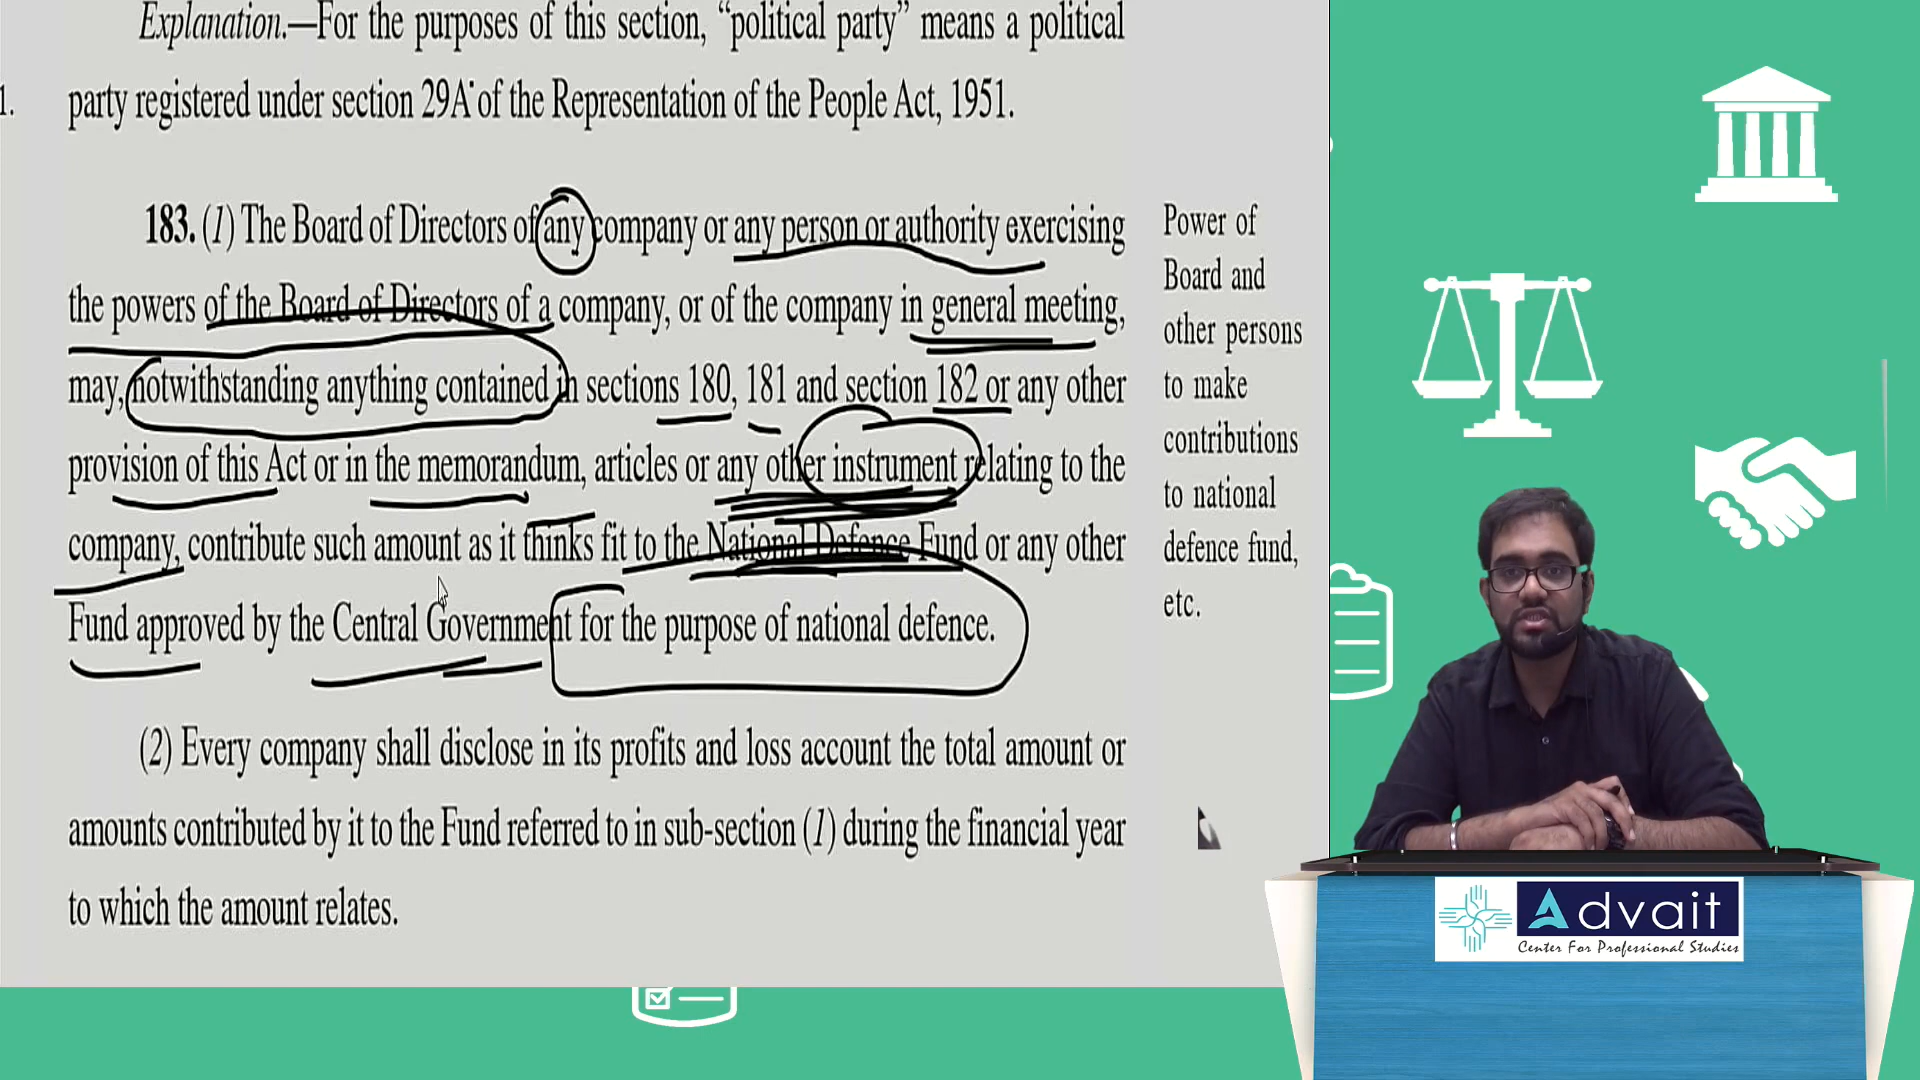 Explanation.—For the purposes of this section, “political party” means a political
1.
party registered under section 29A of the Representation of the People Act, 1951.
183. (1) The Board of Directors of any company or any person or authority exercising
the powers of the Board of Directors of a company, or of the company in general meeting,
may, notwithstanding anything contained in sections 180, 181 and section 182 or any other
provision of this Act or in the memorandum, articles or any other instrument relating to the
company, contribute such amount as it thinks fit to the National Defence Fund or any other
Fund approved by the Central Government for the purpose of national defence.
(2) Every company shall disclose in its profits and loss account the total amount or
amounts contributed by it to the Fund referred to in sub-section (1) during the financial year
to which the amount relates.
Power of
Board and
other persons
to make
contributions
to national
defence fund,
etc.
Advait
Center For Professional Studies